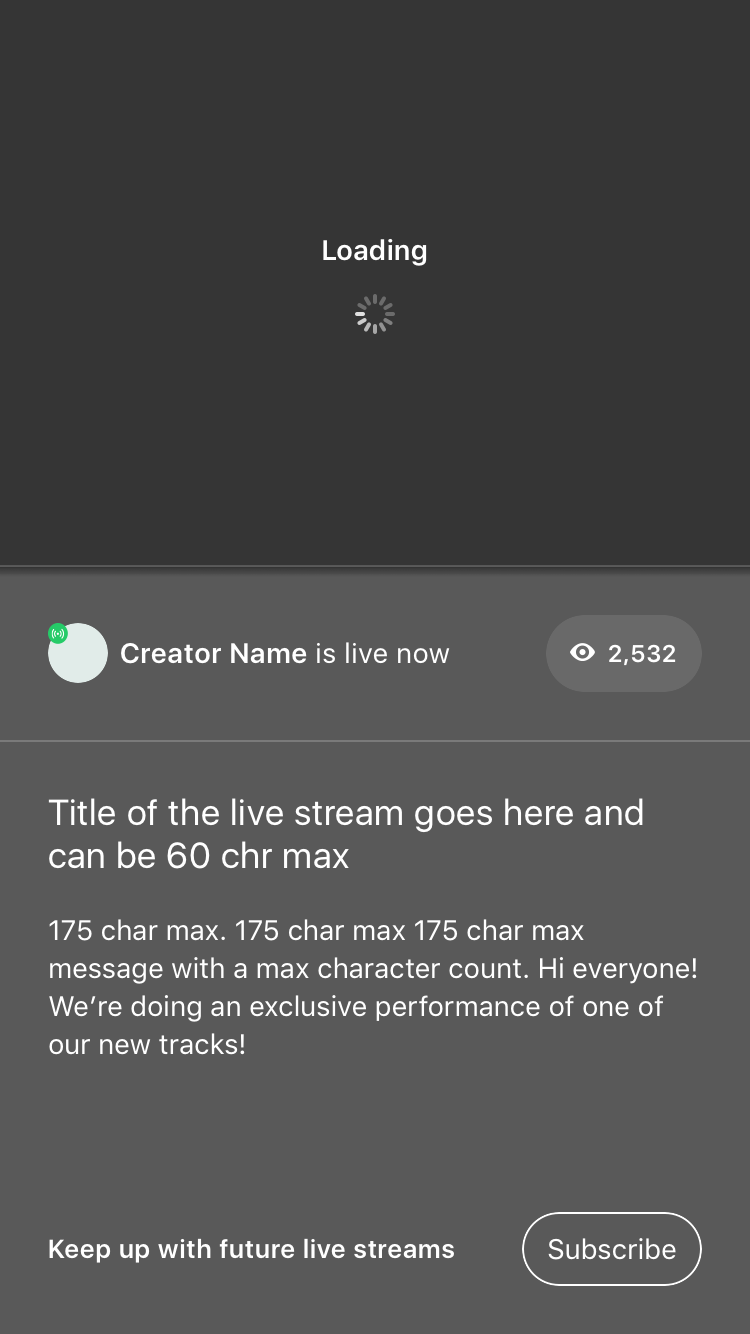 Loading
Creator Name is live now
2,532
Title of the live stream goes here and
can be 60 chr max
175 char max. 175 char max 175 char max
message with a max character count. Hi everyone!
We’re doing an exclusive performance of one of
our new tracks!
Keep up with future live streams
Subscribe